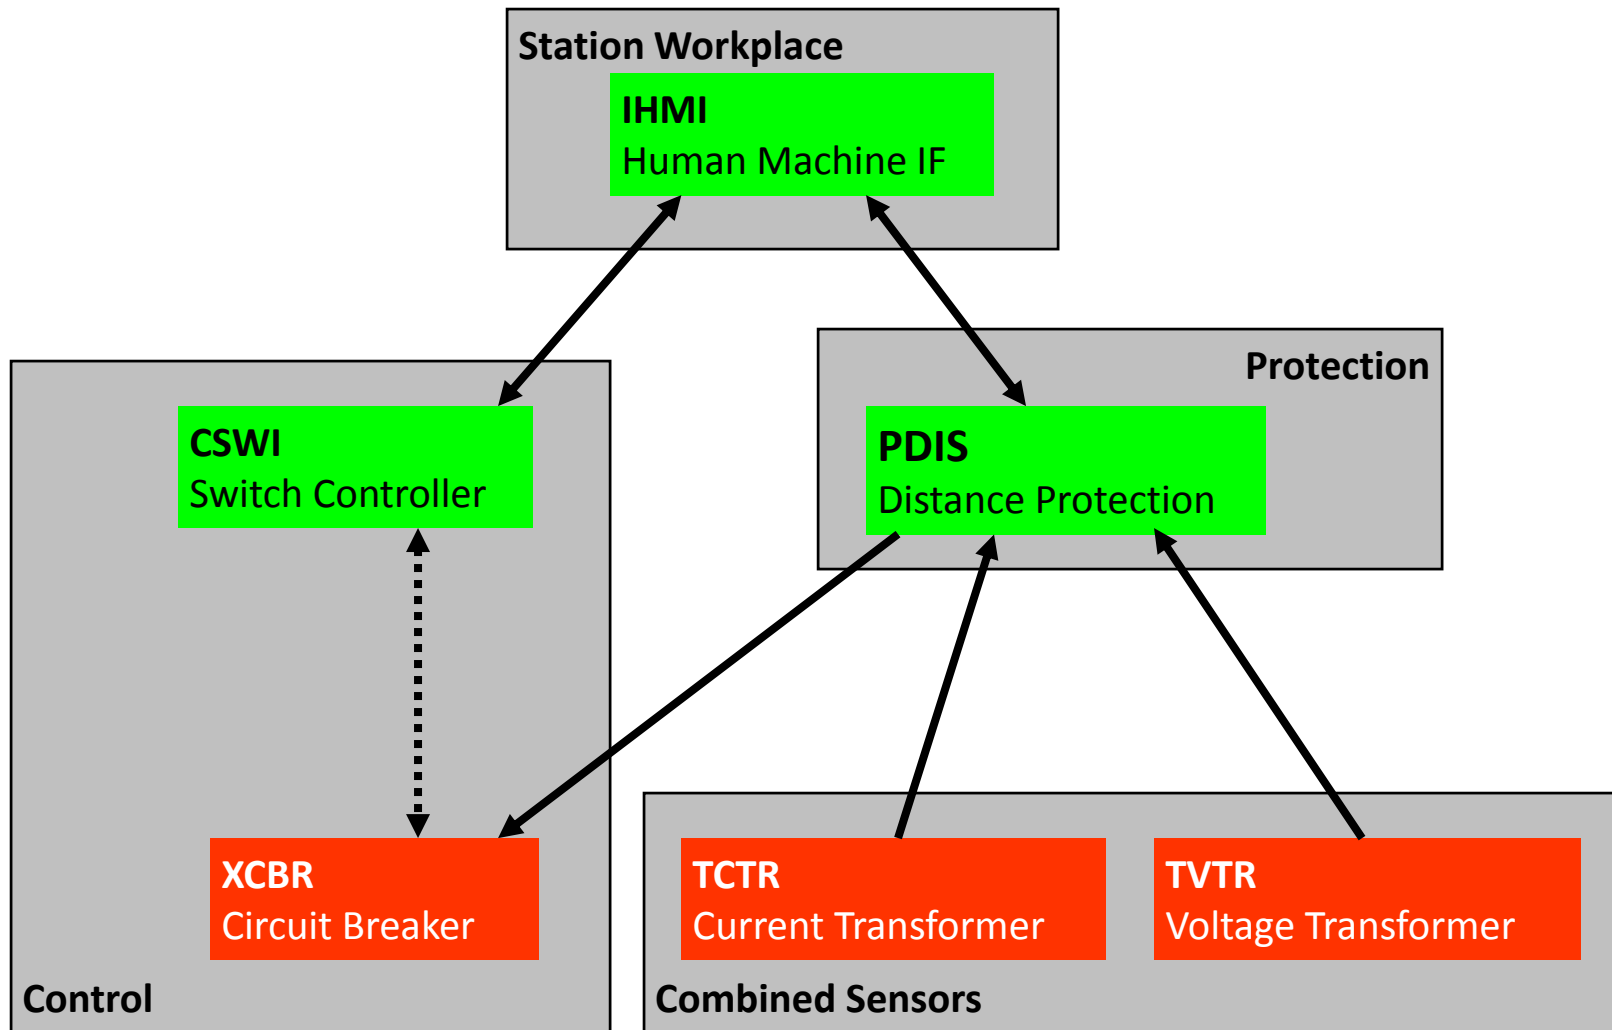 Station Workplace
IHMI
Human Machine IF
Protection
CSWI
Switch Controller
PDIS
Distance Protection
XCBR
Circuit Breaker
TCTR
Current Transformer
TVTR
Voltage Transformer
Control
Combined Sensors